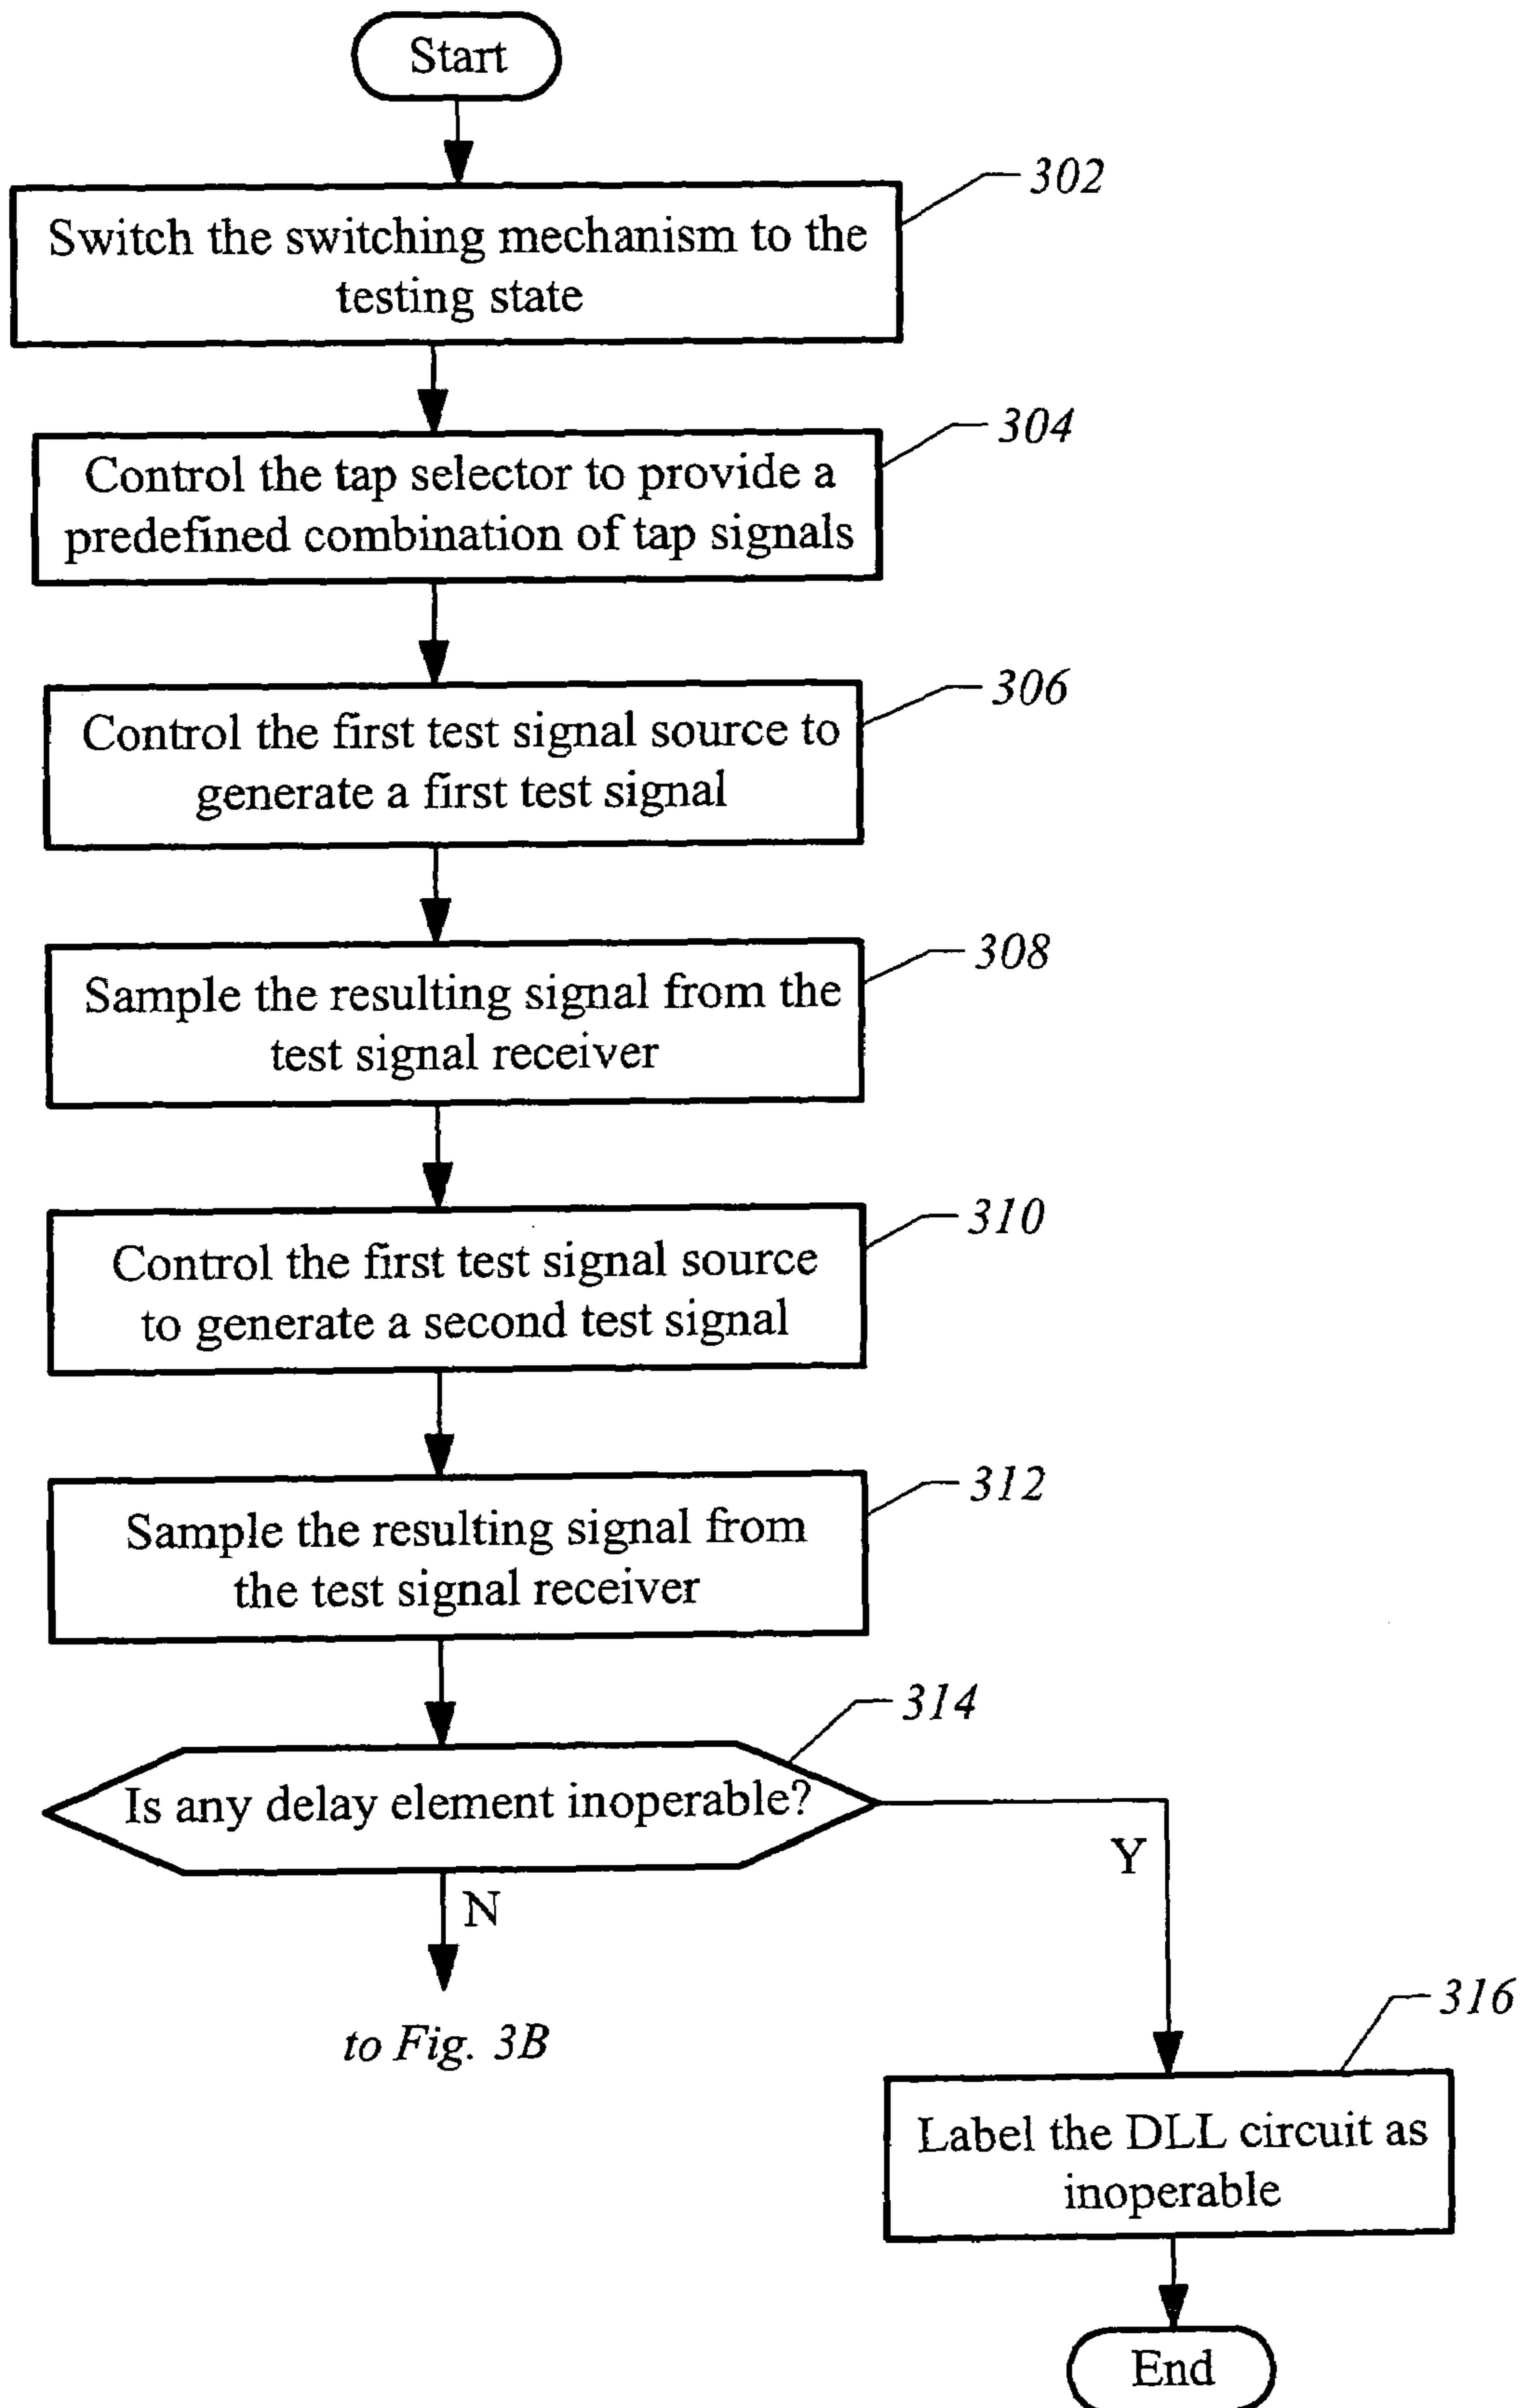 Start
302
Switch the switching mechanism to the
testing state
304
Control the tap selector to provide a
predefined combination of tap signals
306
Control the first test signal source to
generate a first test signal
308
Sample the resulting signal from the
test signal receiver
310
Control the first test signal source
to generate a second test signal
312
Sample the resulting signal from
the test signal receiver
314
Is any delay element inoperable?
Y
N
to Fig. 3B
316
Label the DLL circuit as
inoperable
End